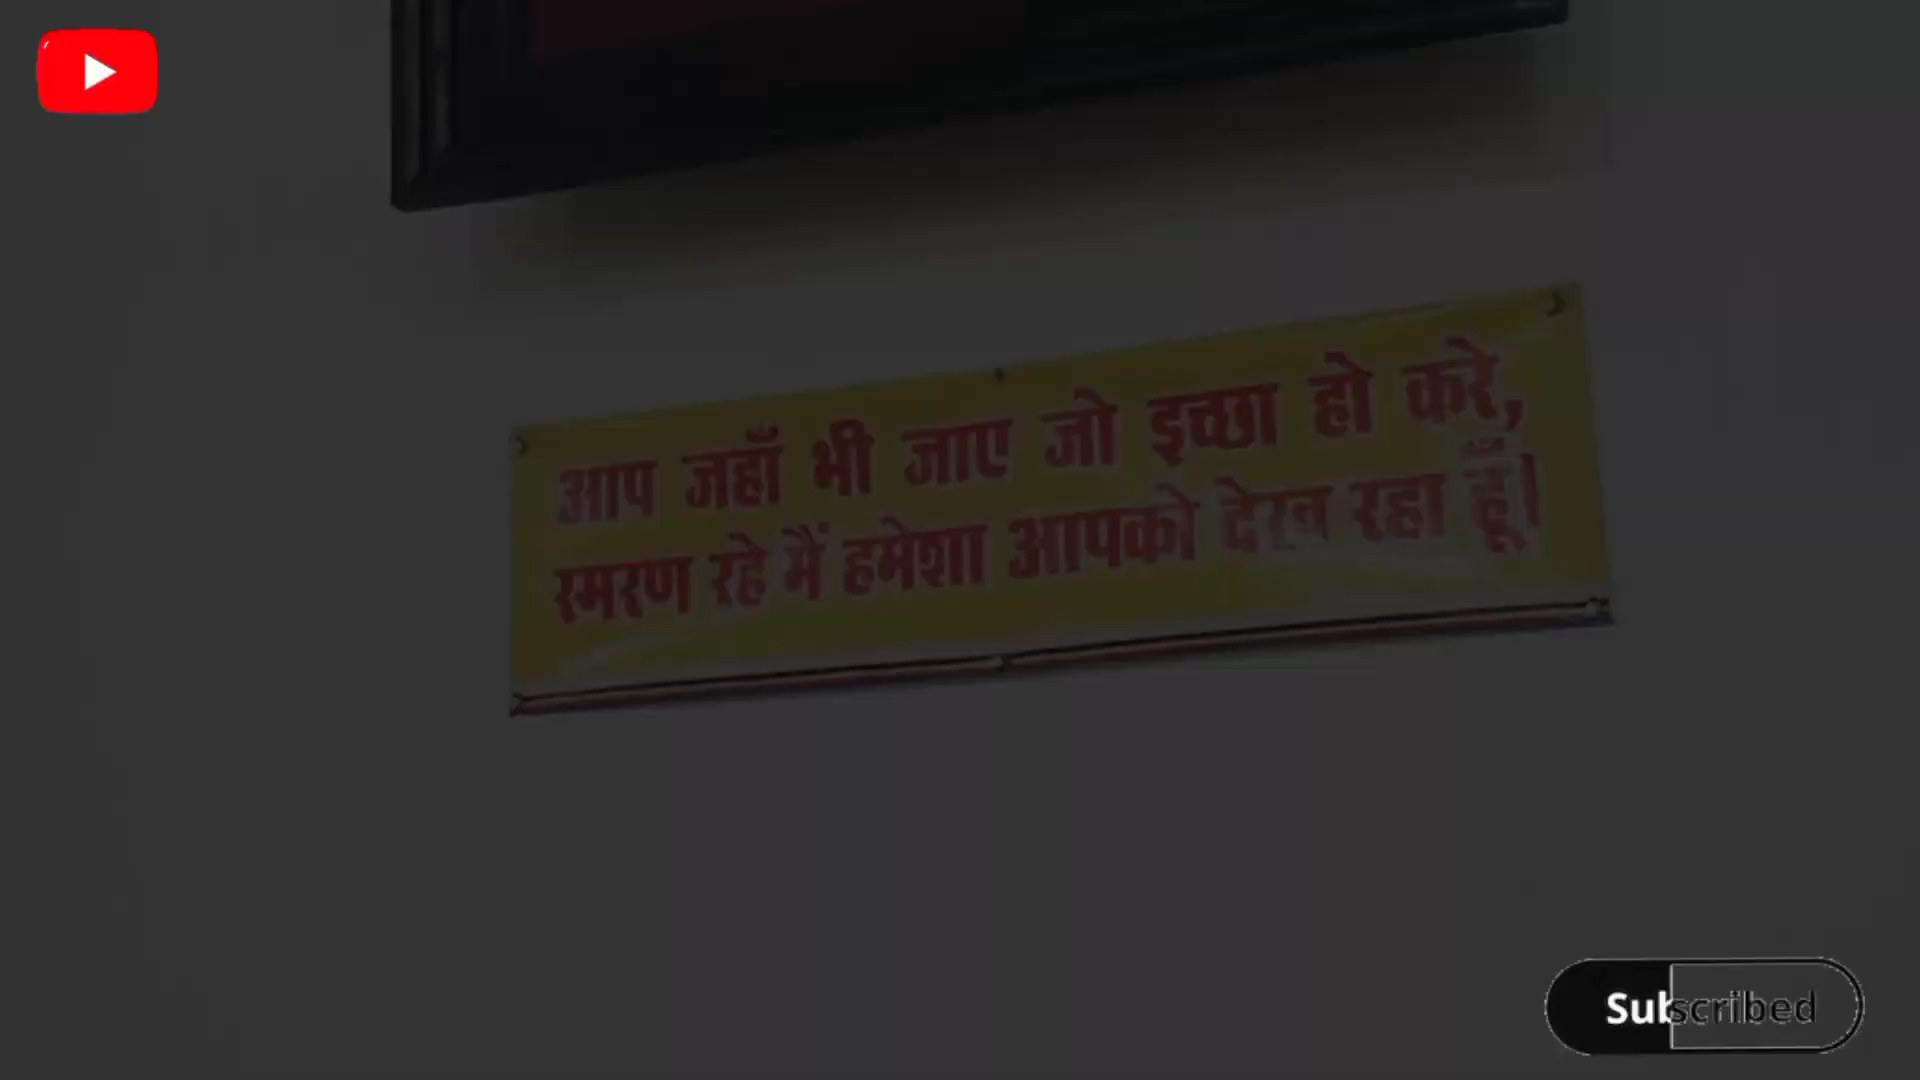 आप जहाँ भी जाए जो इच्छा हो करे,
स्मरण रहे मैं हमेशा आपको देख रहा हूँ।
Subscribed